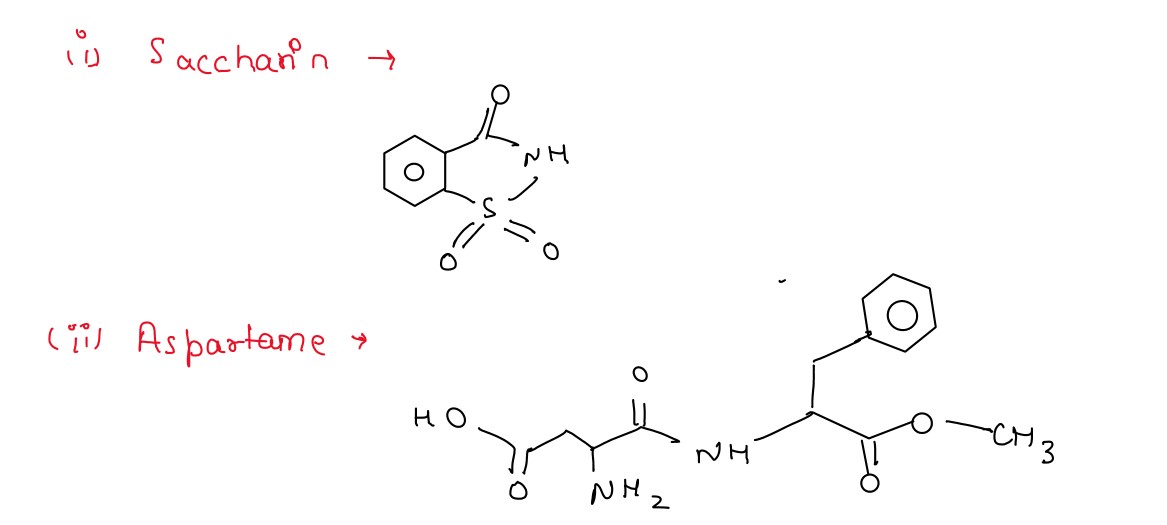 (i) Saccharin →
O
NH
S
O O
(ii) Aspartame →
O
HO O CH3
NH
O NH2 O